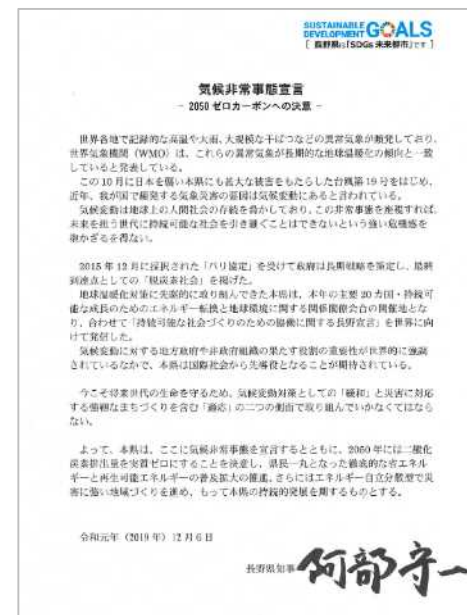 SUSTAINABLE
DEVELOPMENT GOALS
[ 長野県は「SDGs 未来都市」です ]
気候非常事態宣言
－ 2050 ゼロカーボンへの決意 －
世界各地で記録的な高温や大雨、大規模な干ばつなどの異常気象が頻発しており、
世界気象機関（WMO）は、これらの異常気象が長期的な地球温暖化の傾向と一致
していると発表している。
この10月に日本を襲い本県にも甚大な被害をもたらした台風第19号をはじめ、
近年、我が国で頻発する気象災害の要因は気候変動にあると言われている。
気候変動は地球上の人間社会の存続を脅かしており、この非常事態を座視すれば、
未来を担う世代に持続可能な社会を引き継ぐことはできないという強い危機感を
抱かざるを得ない。
2015年12月に採択された「パリ協定」を受けて政府は長期戦略を策定し、最終
到達点としての「脱炭素社会」を掲げた。
地球温暖化対策に先楽的に取り組んできた本県は、本年の主要20カ国・持続可
能な成長のためのエネルギー転換と地球環境に関する関係閣僚会合の開催地とな
り、合わせて「持続可能な社会づくりのための協働に関する長野宣言」を世界に向
けて発信した。
気候変動に対する地方政府や非政府組織の果たす役割の重要性が世界的に強調
されているなかで、本県は国際社会から先導役となることが期待されている。
今こそ将来世代の生命を守るため、気候変動対策としての「緩和」と災害に対応
する強靭なまちづくりを含む「適応」の二つの側面で取り組んでいかなくてはなら
ない。
よって、本県は、ここに気候非常事態を宣言するとともに、2050年には二酸化
炭素排出量を実質ゼロにすることを決意し、県民一丸となった徹底的な省エネル
ギーと再生可能エネルギーの普及拡大の推進、さらにはエネルギー自立分散型で災
害に強い地域づくりを進め、もって本県の持続的発展を期するものとする。
令和元年（2019年）12月6日
長野県知事 阿部守一